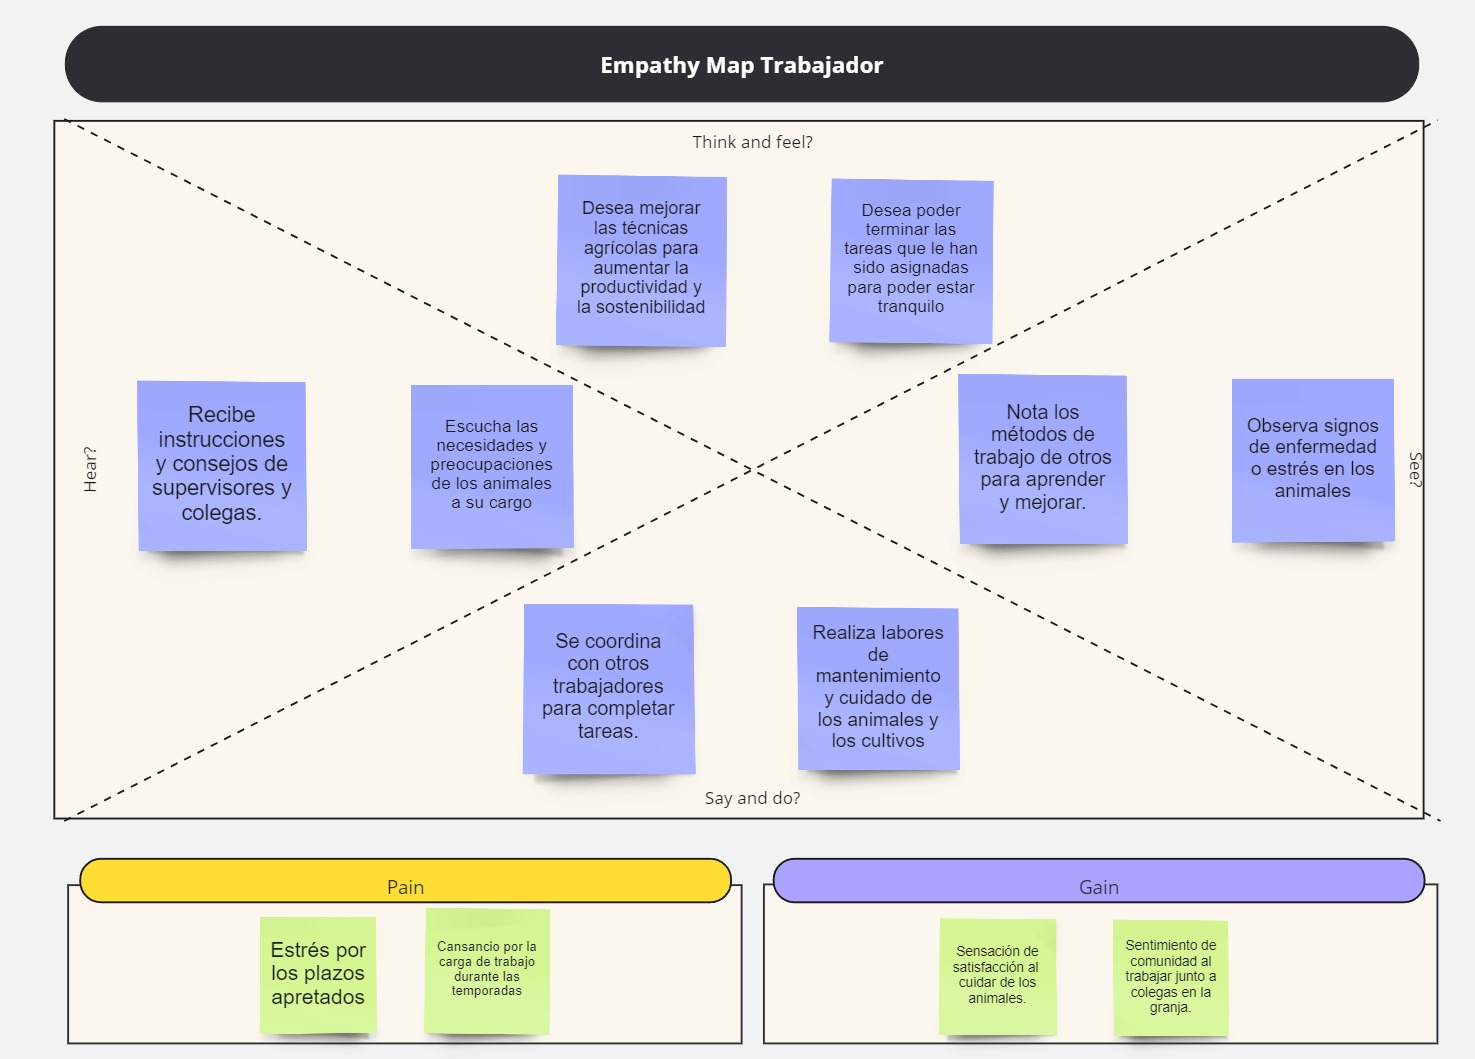 Empathy Map Trabajador
Think and feel?
Desea mejorar
las técnicas
agrícolas para
aumentar la
productividad y
la sostenibilidad
Desea poder
terminar las
tareas que le han
sido asignadas
para poder estar
tranquilo
Hear?
Recibe
instrucciones
y consejos de
supervisores y
colegas.
Escucha las
necesidades y
preocupaciones
de los animales
a su cargo
Nota los
métodos de
trabajo de otros
para aprender
y mejorar.
Observa signos
de enfermedad
o estrés en los
animales
See?
Se coordina
con otros
trabajadores
para completar
tareas.
Realiza labores
de
mantenimiento
y cuidado de
los animales y
los cultivos
Say and do?
Pain
Estrés por
los plazos
apretados
Cansancio por la
carga de trabajo
durante las
temporadas
Gain
Sensación de
satisfacción al
cuidar de los
animales.
Sentimiento de
comunidad al
trabajar junto a
colegas en la
granja.